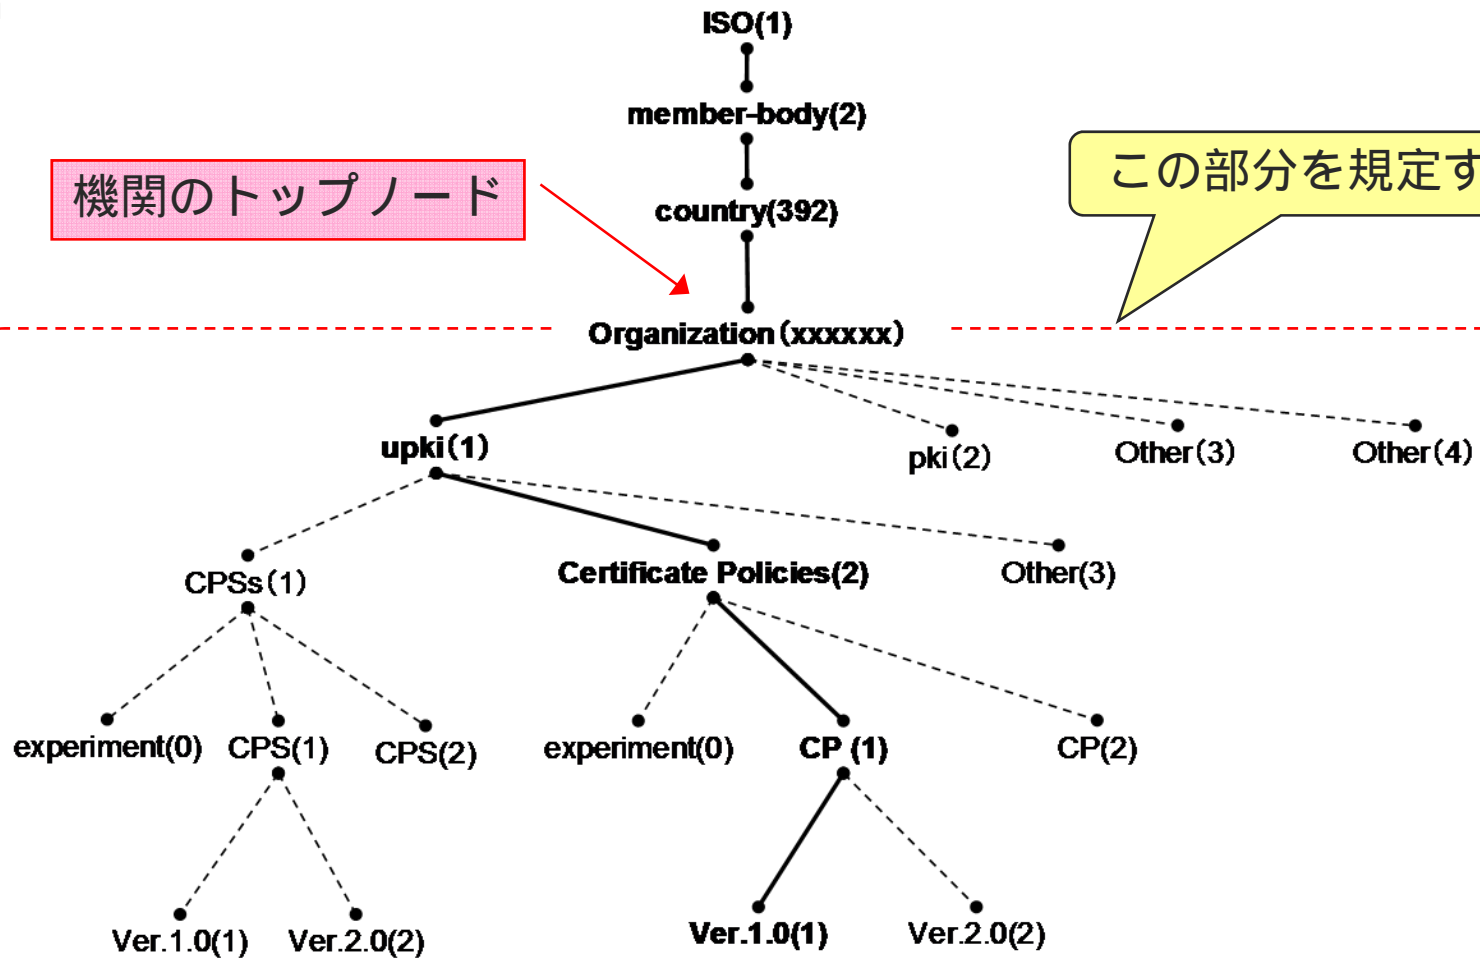 ISO(1)
member-body(2)
機関のトップノード
この部分を規定す
country(392)
Organization(xxxxxx)
upki(1)
pki(2)
Other(3)
Other(4)
CPSs(1)
Certificate Policies(2)
Other(3)
experiment(0)
CPS(1)
CPS(2)
experiment(0)
CP (1)
CP(2)
Ver.1.0(1)
Ver.2.0(2)
Ver.1.0(1)
Ver.2.0(2)